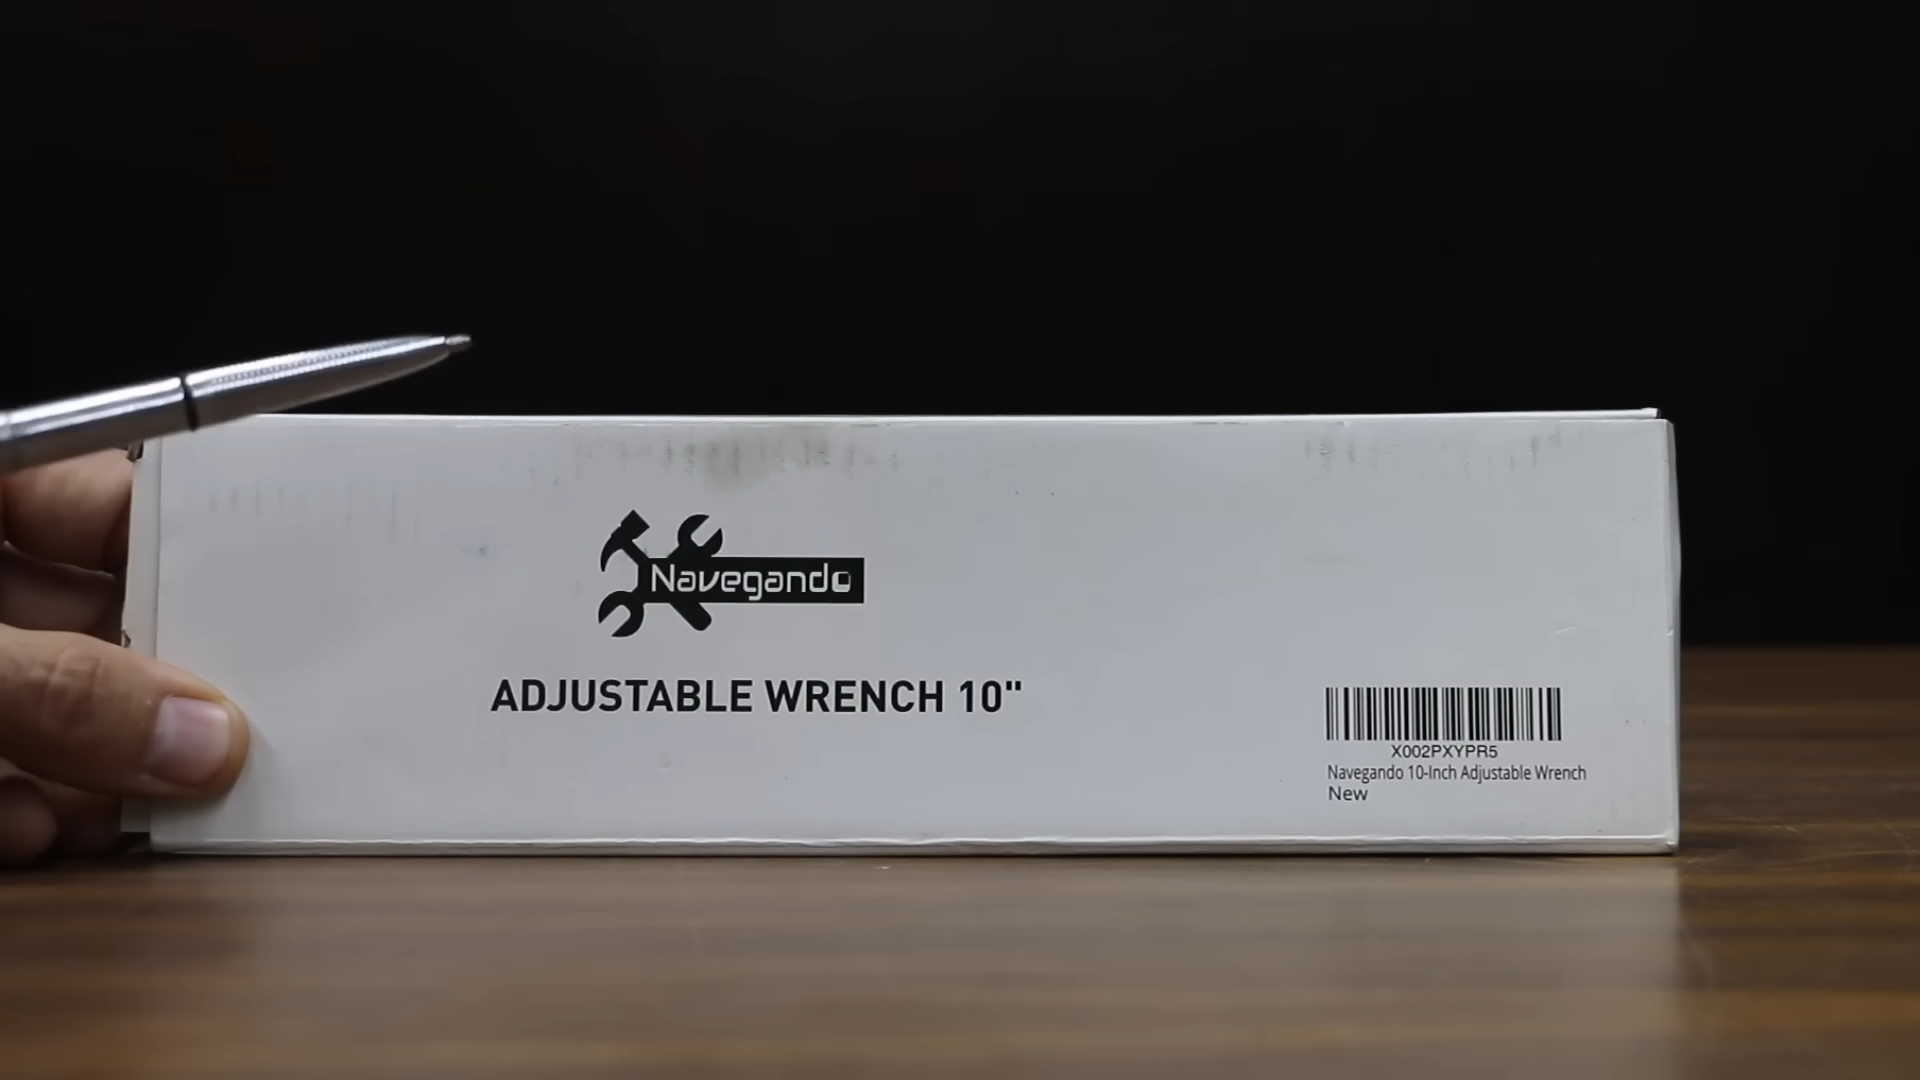 Navegando
ADJUSTABLE WRENCH 10"
X002PXYPR5
Navegando 10-Inch Adjustable Wrench
New